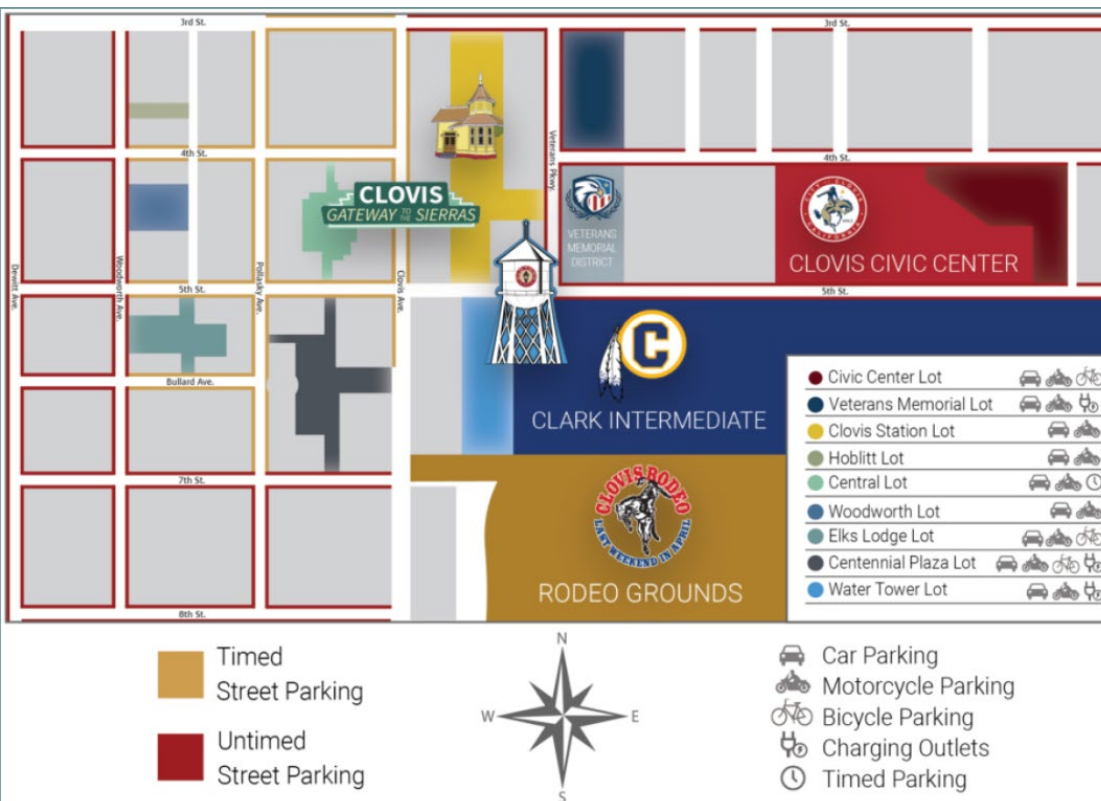 3rd St.
3rd St.
4th St.
4th St.
Veterans Pkwy.
CLOVIS
GATEWAY TO THE SIERRAS
VETERANS
MEMORIAL
DISTRICT
CITY OF CLOVIS
CALIFORNIA
CLOVIS CIVIC CENTER
Dewitt Ave.
Woodworth Ave.
Pollasky Ave.
Clovis Ave.
5th St.
5th St.
Bullard Ave.
C
CLARK INTERMEDIATE
7th St.
CLOVIS RODEO
LAST WEEKEND IN APRIL
RODEO GROUNDS
8th St.
Civic Center Lot
Veterans Memorial Lot
Clovis Station Lot
Hoblitt Lot
Central Lot
Woodworth Lot
Elks Lodge Lot
Centennial Plaza Lot
Water Tower Lot
Timed
Street Parking
Untimed
Street Parking
N
W
E
S
Car Parking
Motorcycle Parking
Bicycle Parking
Charging Outlets
Timed Parking